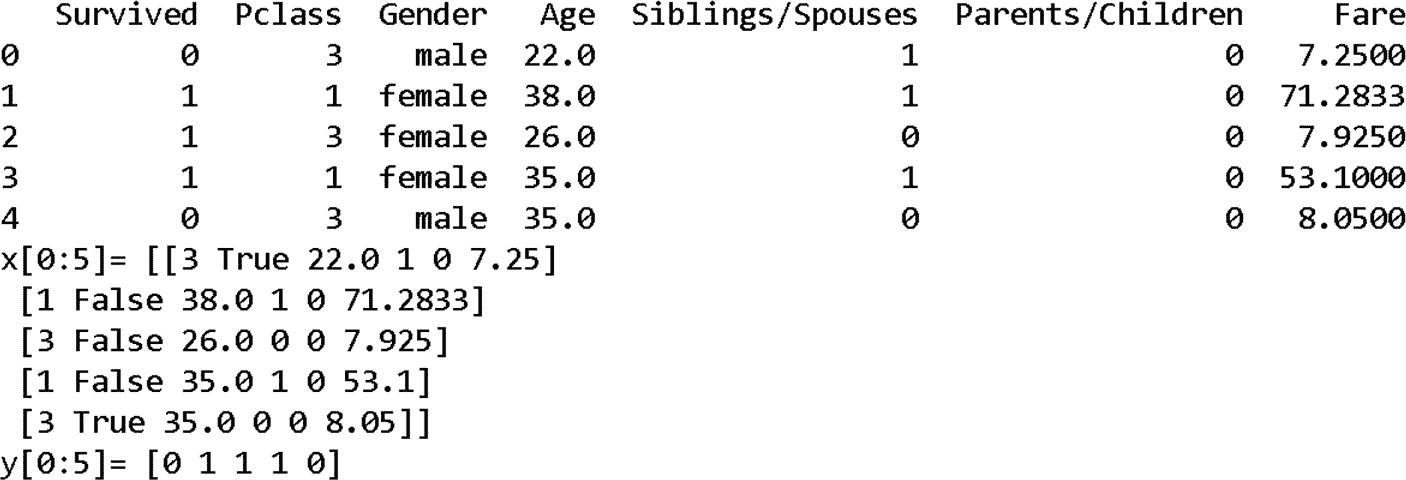 Survived Pclass Gender Age Siblings/Spouses Parents/Children Fare
0 0 3 male 22.0 1 0 7.2500
1 1 1 female 38.0 1 0 71.2833
2 1 3 female 26.0 0 0 7.9250
3 1 1 female 35.0 1 0 53.1000
4 0 3 male 35.0 0 0 8.0500
x[0:5]= [[3 True 22.0 1 0 7.25]
[1 False 38.0 1 0 71.2833]
[3 False 26.0 0 0 7.925]
[1 False 35.0 1 0 53.1]
[3 True 35.0 0 0 8.05]]
y[0:5]= [0 1 1 1 0]